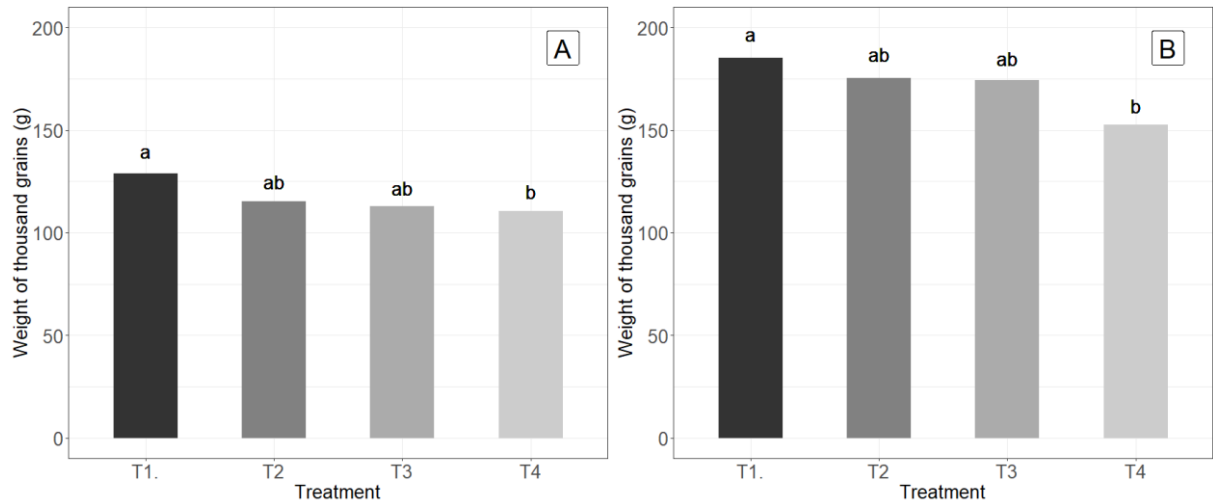 A
Weight of thousand grains (g)
200
150
100
50
0
a
ab
ab
b
T1.
T2
T3
T4
Treatment
B
Weight of thousand grains (g)
200
150
100
50
0
a
ab
ab
b
T1.
T2
T3
T4
Treatment